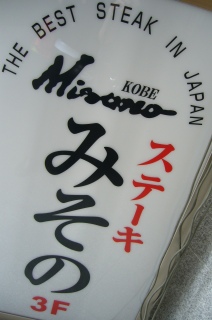 THE BEST STEAK IN JAPAN
KOBE
Misono
ステーキ
みその
3F